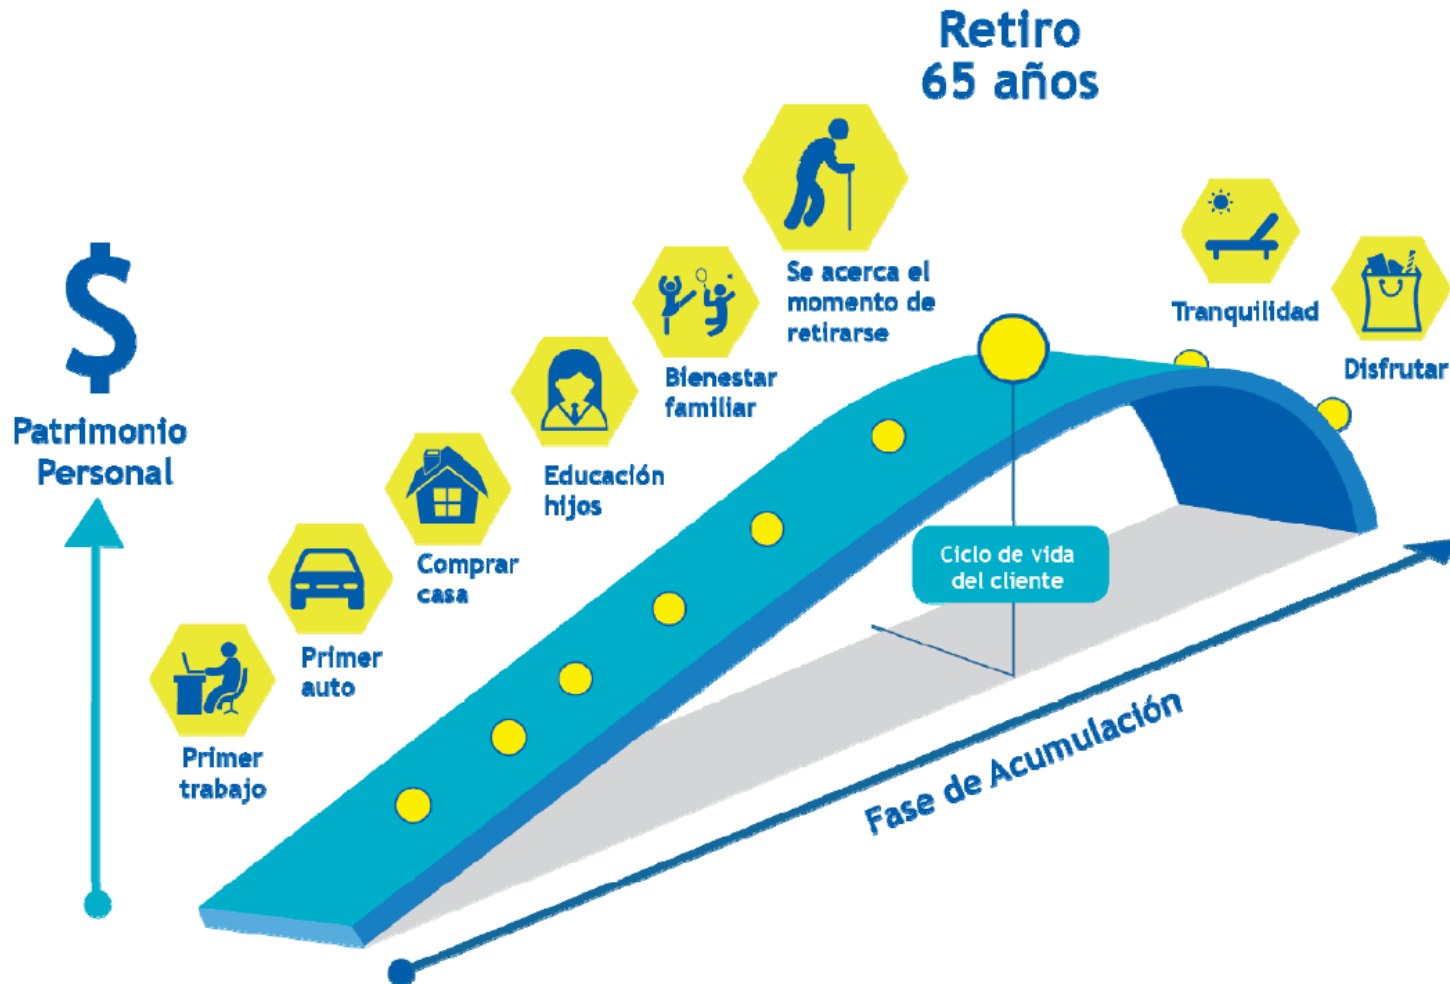 Retiro
65 años
$
Patrimonio
Personal
Primer
trabajo
Primer
auto
Comprar
casa
Educación
hijos
Bienestar
familiar
Se acerca el
momento de
retirarse
Tranquilidad
Disfrutar
Ciclo de vida
del cliente
Fase de Acumulación